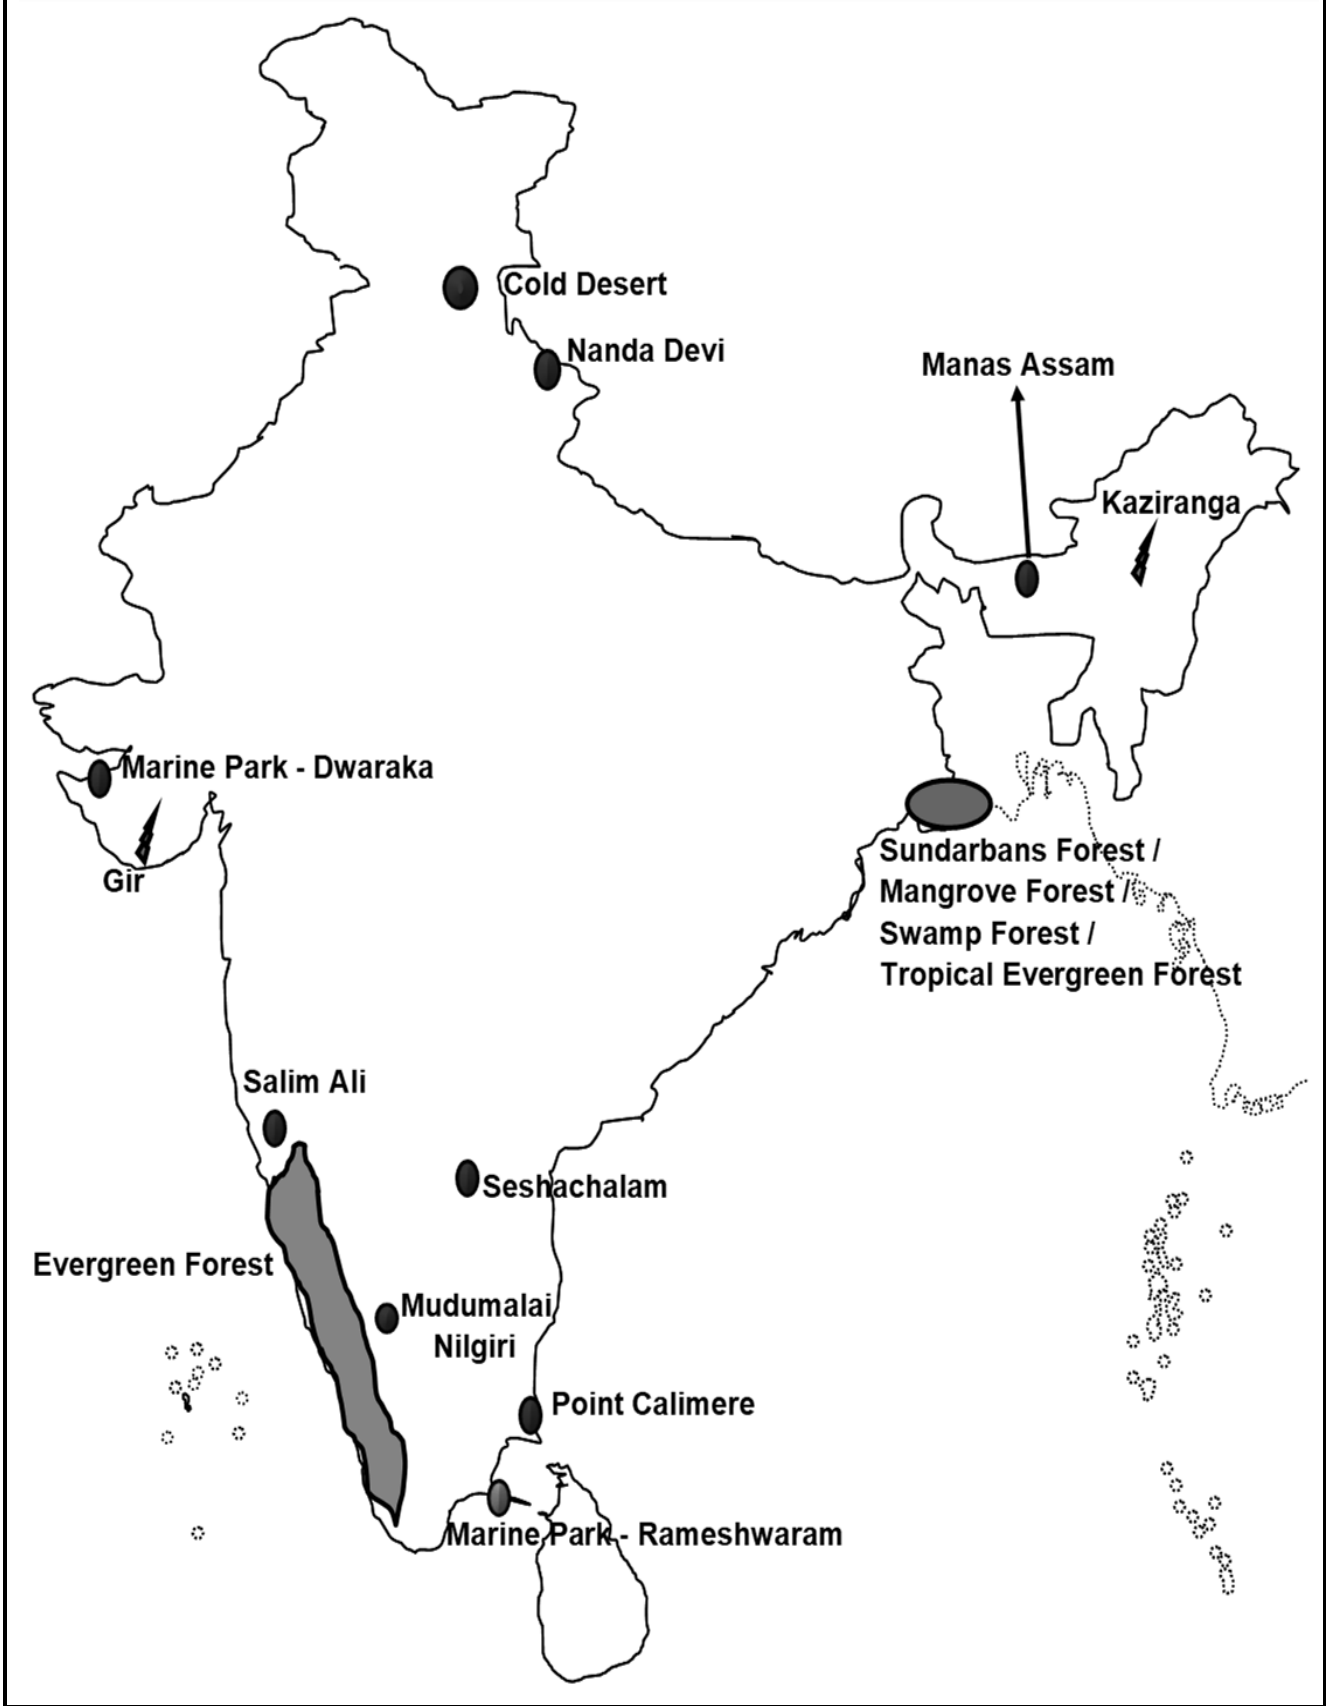 Cold Desert
Nanda Devi
Manas Assam
Kaziranga
Marine Park - Dwaraka
Gir
Sundarbans Forest /
Mangrove Forest /
Swamp Forest /
Tropical Evergreen Forest
Salim Ali
Seshachalam
Evergreen Forest
Mudumalai
Nilgiri
Point Calimere
Marine Park - Rameshwaram